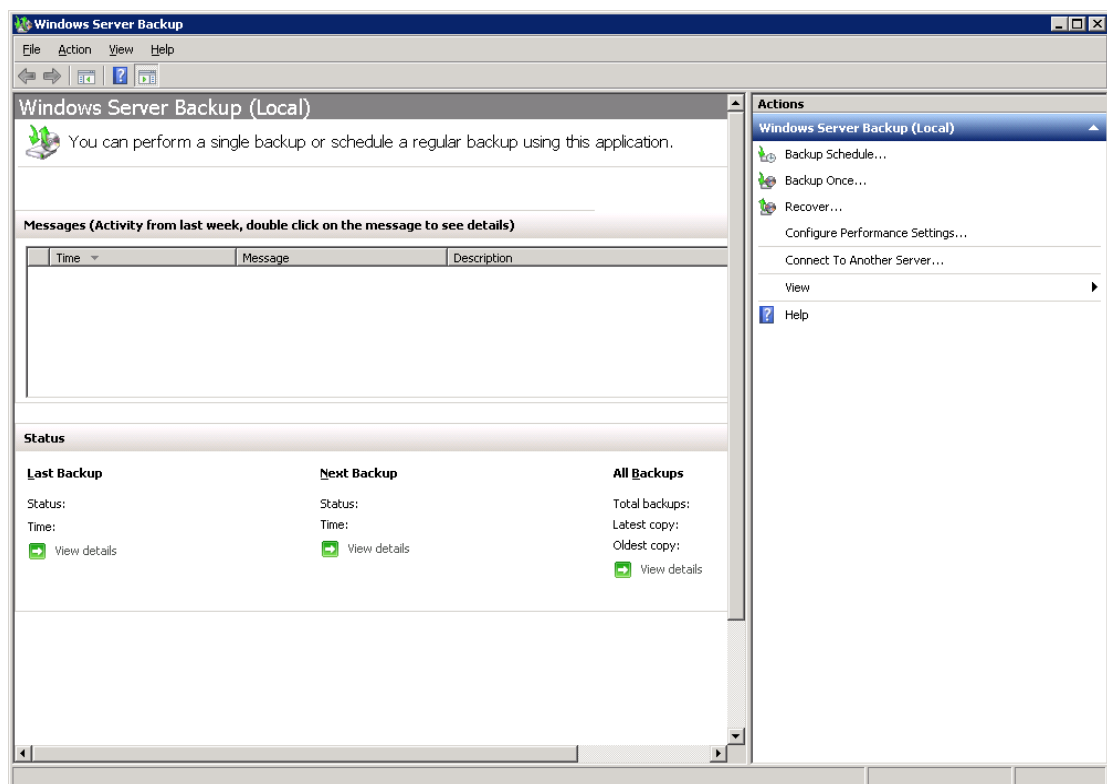 Windows Server Backup
File Action View Help
Windows Server Backup (Local)
You can perform a single backup or schedule a regular backup using this application.
Messages (Activity from last week, double click on the message to see details)
Time Message Description
Status
Last Backup Next Backup All Backups
Status: Status: Total backups:
Time: Time: Latest copy:
Oldest copy:
View details View details
View details
Actions
Windows Server Backup (Local)
Backup Schedule...
Backup Once...
Recover...
Configure Performance Settings...
Connect To Another Server...
View
? Help